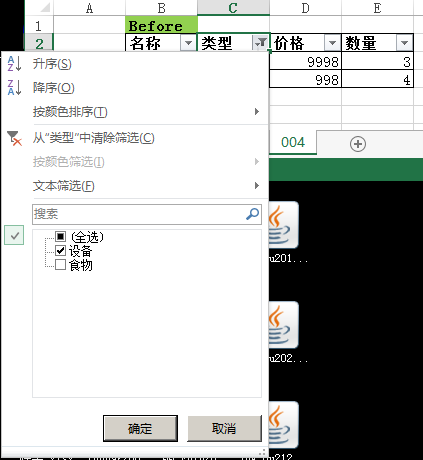 A B C D E
1 Before
2 名称 类型 价格 数量
9998 3
998 4
升序(S)
降序(O)
按颜色排序(T)
从“类型”中清除筛选(C)
按颜色筛选(I)
文本筛选(F)
搜索
(全选)
设备
食物
确定 取消
004
u201...
u202...